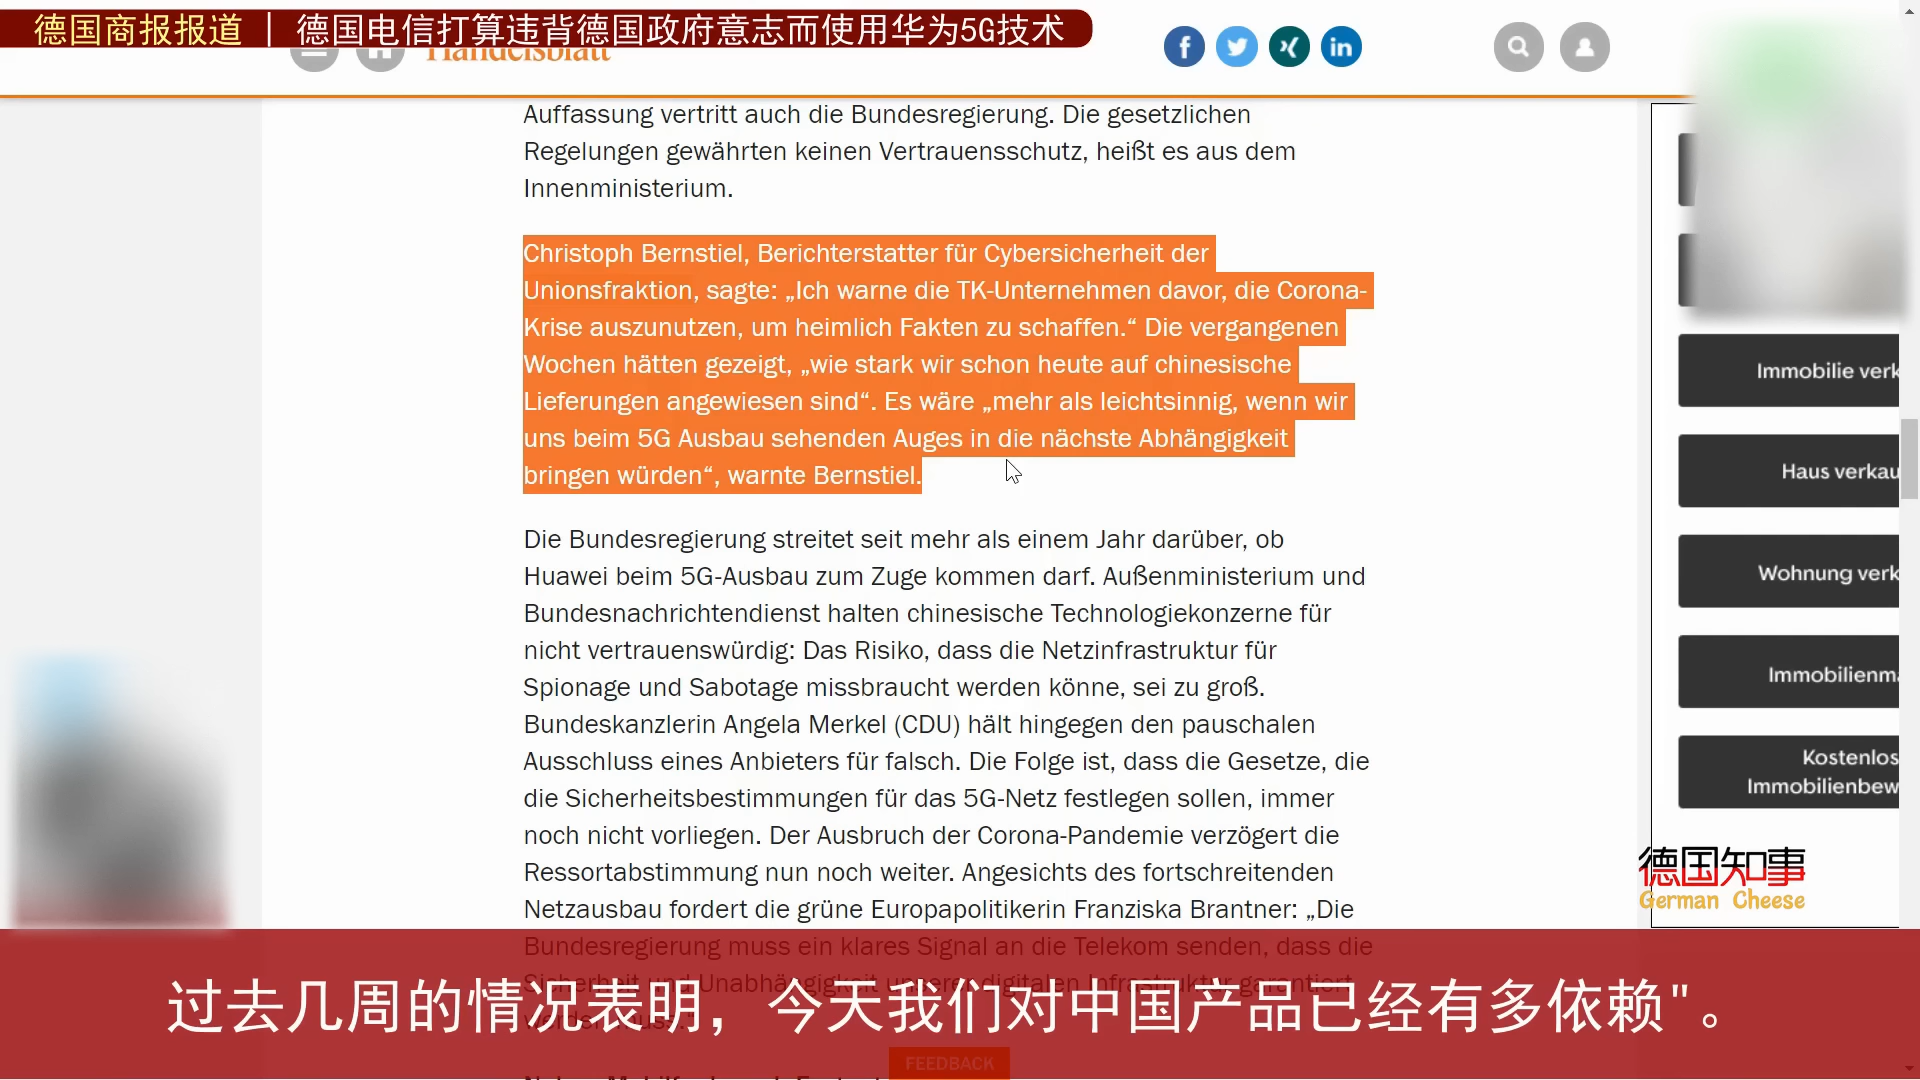 德国商报报道 | 德国电信打算违背德国政府意志而使用华为5G技术
Handelsblatt
Auffassung vertritt auch die Bundesregierung. Die gesetzlichen
Regelungen gewährten keinen Vertrauensschutz, heißt es aus dem
Innenministerium.
Christoph Bernstiel, Berichterstatter für Cybersicherheit der
Unionsfraktion, sagte: „Ich warne die TK-Unternehmen davor, die Corona-
Krise auszunutzen, um heimlich Fakten zu schaffen.“ Die vergangenen
Wochen hätten gezeigt, „wie stark wir schon heute auf chinesische
Lieferungen angewiesen sind“. Es wäre „mehr als leichtsinnig, wenn wir
uns beim 5G Ausbau sehenden Auges in die nächste Abhängigkeit
bringen würden“, warnte Bernstiel.
Die Bundesregierung streitet seit mehr als einem Jahr darüber, ob
Huawei beim 5G-Ausbau zum Zuge kommen darf. Außenministerium und
Bundesnachrichtendienst halten chinesische Technologiekonzerne für
nicht vertrauenswürdig: Das Risiko, dass die Netzinfrastruktur für
Spionage und Sabotage missbraucht werden könne, sei zu groß.
Bundeskanzlerin Angela Merkel (CDU) hält hingegen den pauschalen
Ausschluss eines Anbieters für falsch. Die Folge ist, dass die Gesetze, die
die Sicherheitsbestimmungen für das 5G-Netz festlegen sollen, immer
noch nicht vorliegen. Der Ausbruch der Corona-Pandemie verzögert die
Ressortabstimmung nun noch weiter. Angesichts des fortschreitenden
Netzausbau fordert die grüne Europapolitikerin Franziska Brantner: „Die
Bundesregierung muss ein klares Signal an die Telekom senden, dass die
Sicherheit und Unabhängigkeit unserer digitalen Infrastruktur garantiert
Immobilie verk
Haus verkau
Wohnung verk
Immobilienma
Kostenlos
Immobilienbew
德国知事
German Cheese
过去几周的情况表明，今天我们对中国产品已经有多依赖"。
FEEDBACK